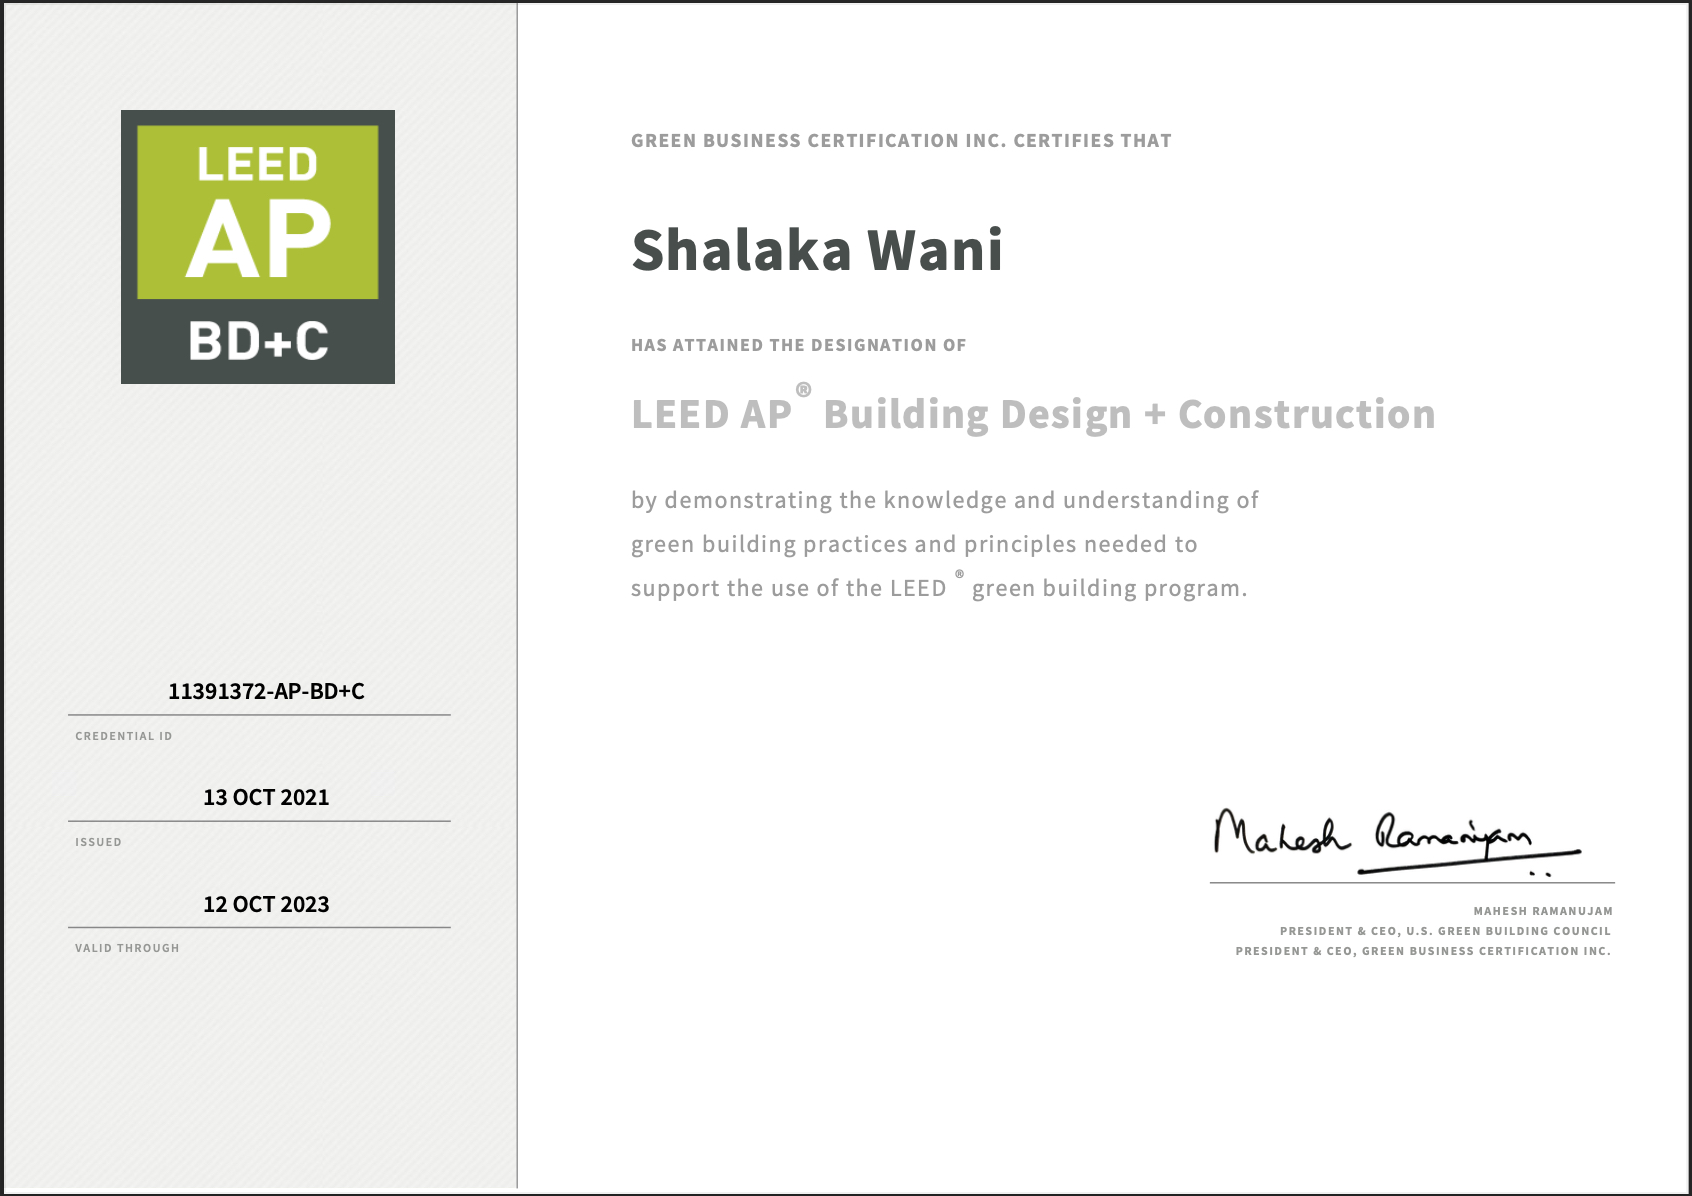 LEED
AP
BD+C
11391372-AP-BD+C
CREDENTIAL ID
13 OCT 2021
ISSUED
12 OCT 2023
VALID THROUGH
GREEN BUSINESS CERTIFICATION INC. CERTIFIES THAT
Shalaka Wani
HAS ATTAINED THE DESIGNATION OF
LEED AP® Building Design + Construction
by demonstrating the knowledge and understanding of
green building practices and principles needed to
support the use of the LEED ® green building program.
Mahesh Ramanujam
MAHESH RAMANUJAM
PRESIDENT & CEO, U.S. GREEN BUILDING COUNCIL
PRESIDENT & CEO, GREEN BUSINESS CERTIFICATION INC.